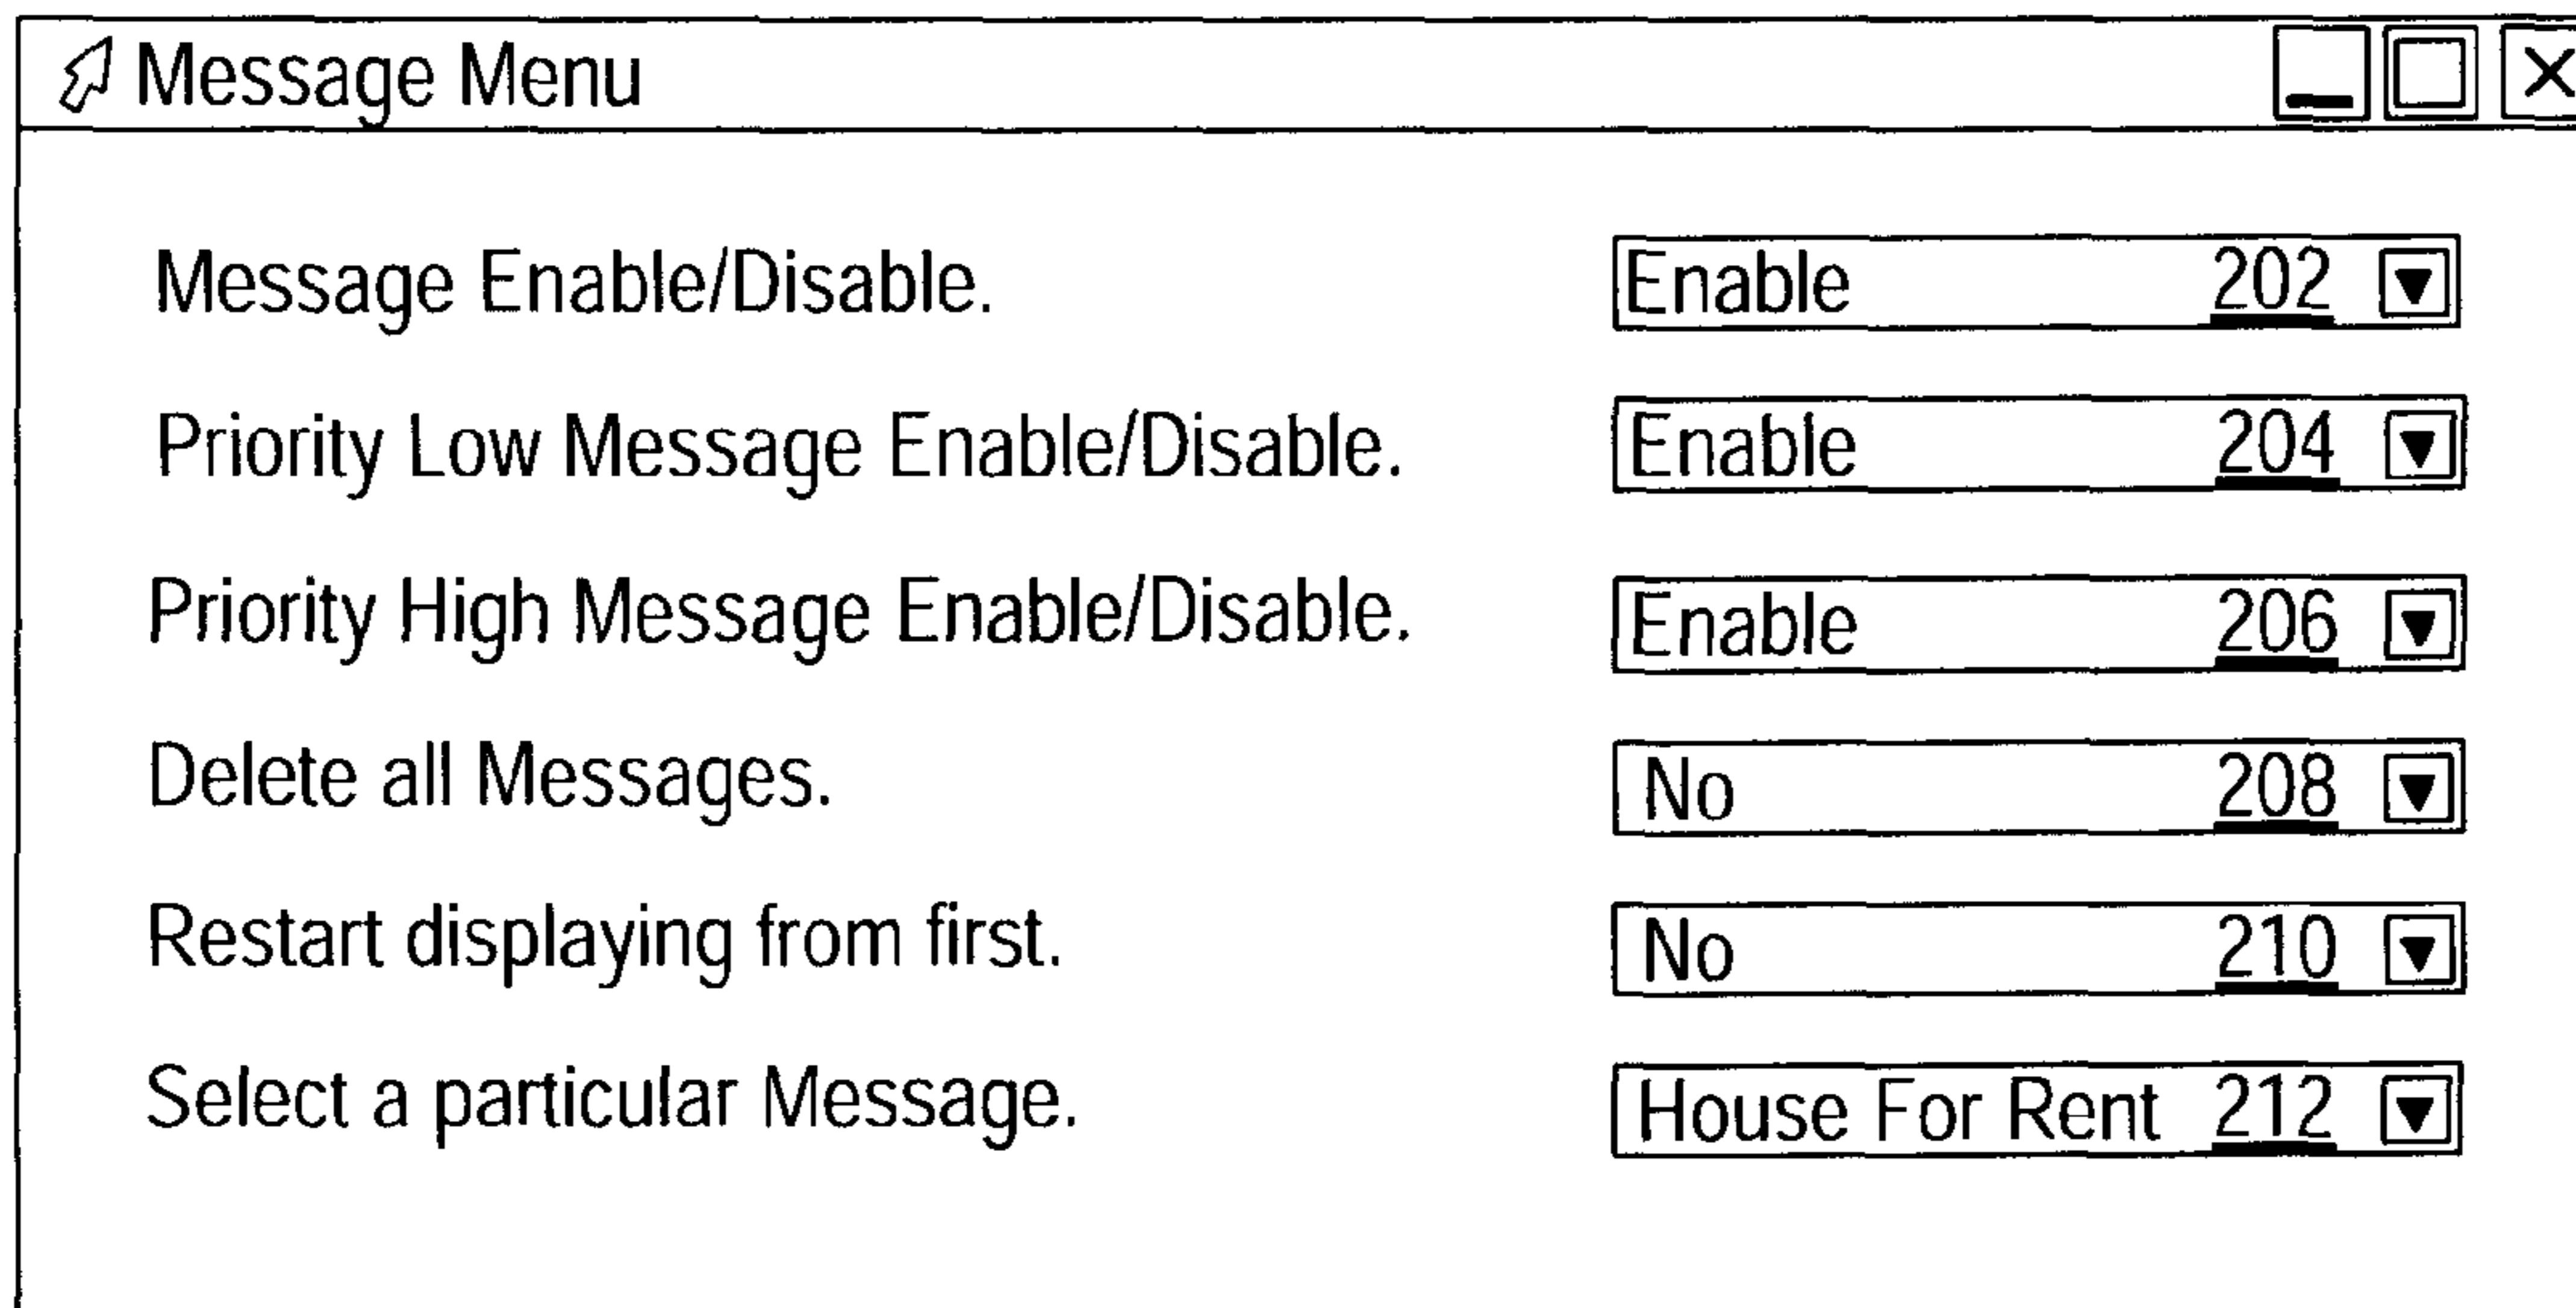 Message Menu
Message Enable/Disable. Enable 202
Priority Low Message Enable/Disable. Enable 204
Priority High Message Enable/Disable. Enable 206
Delete all Messages. No 208
Restart displaying from first. No 210
Select a particular Message. House For Rent 212